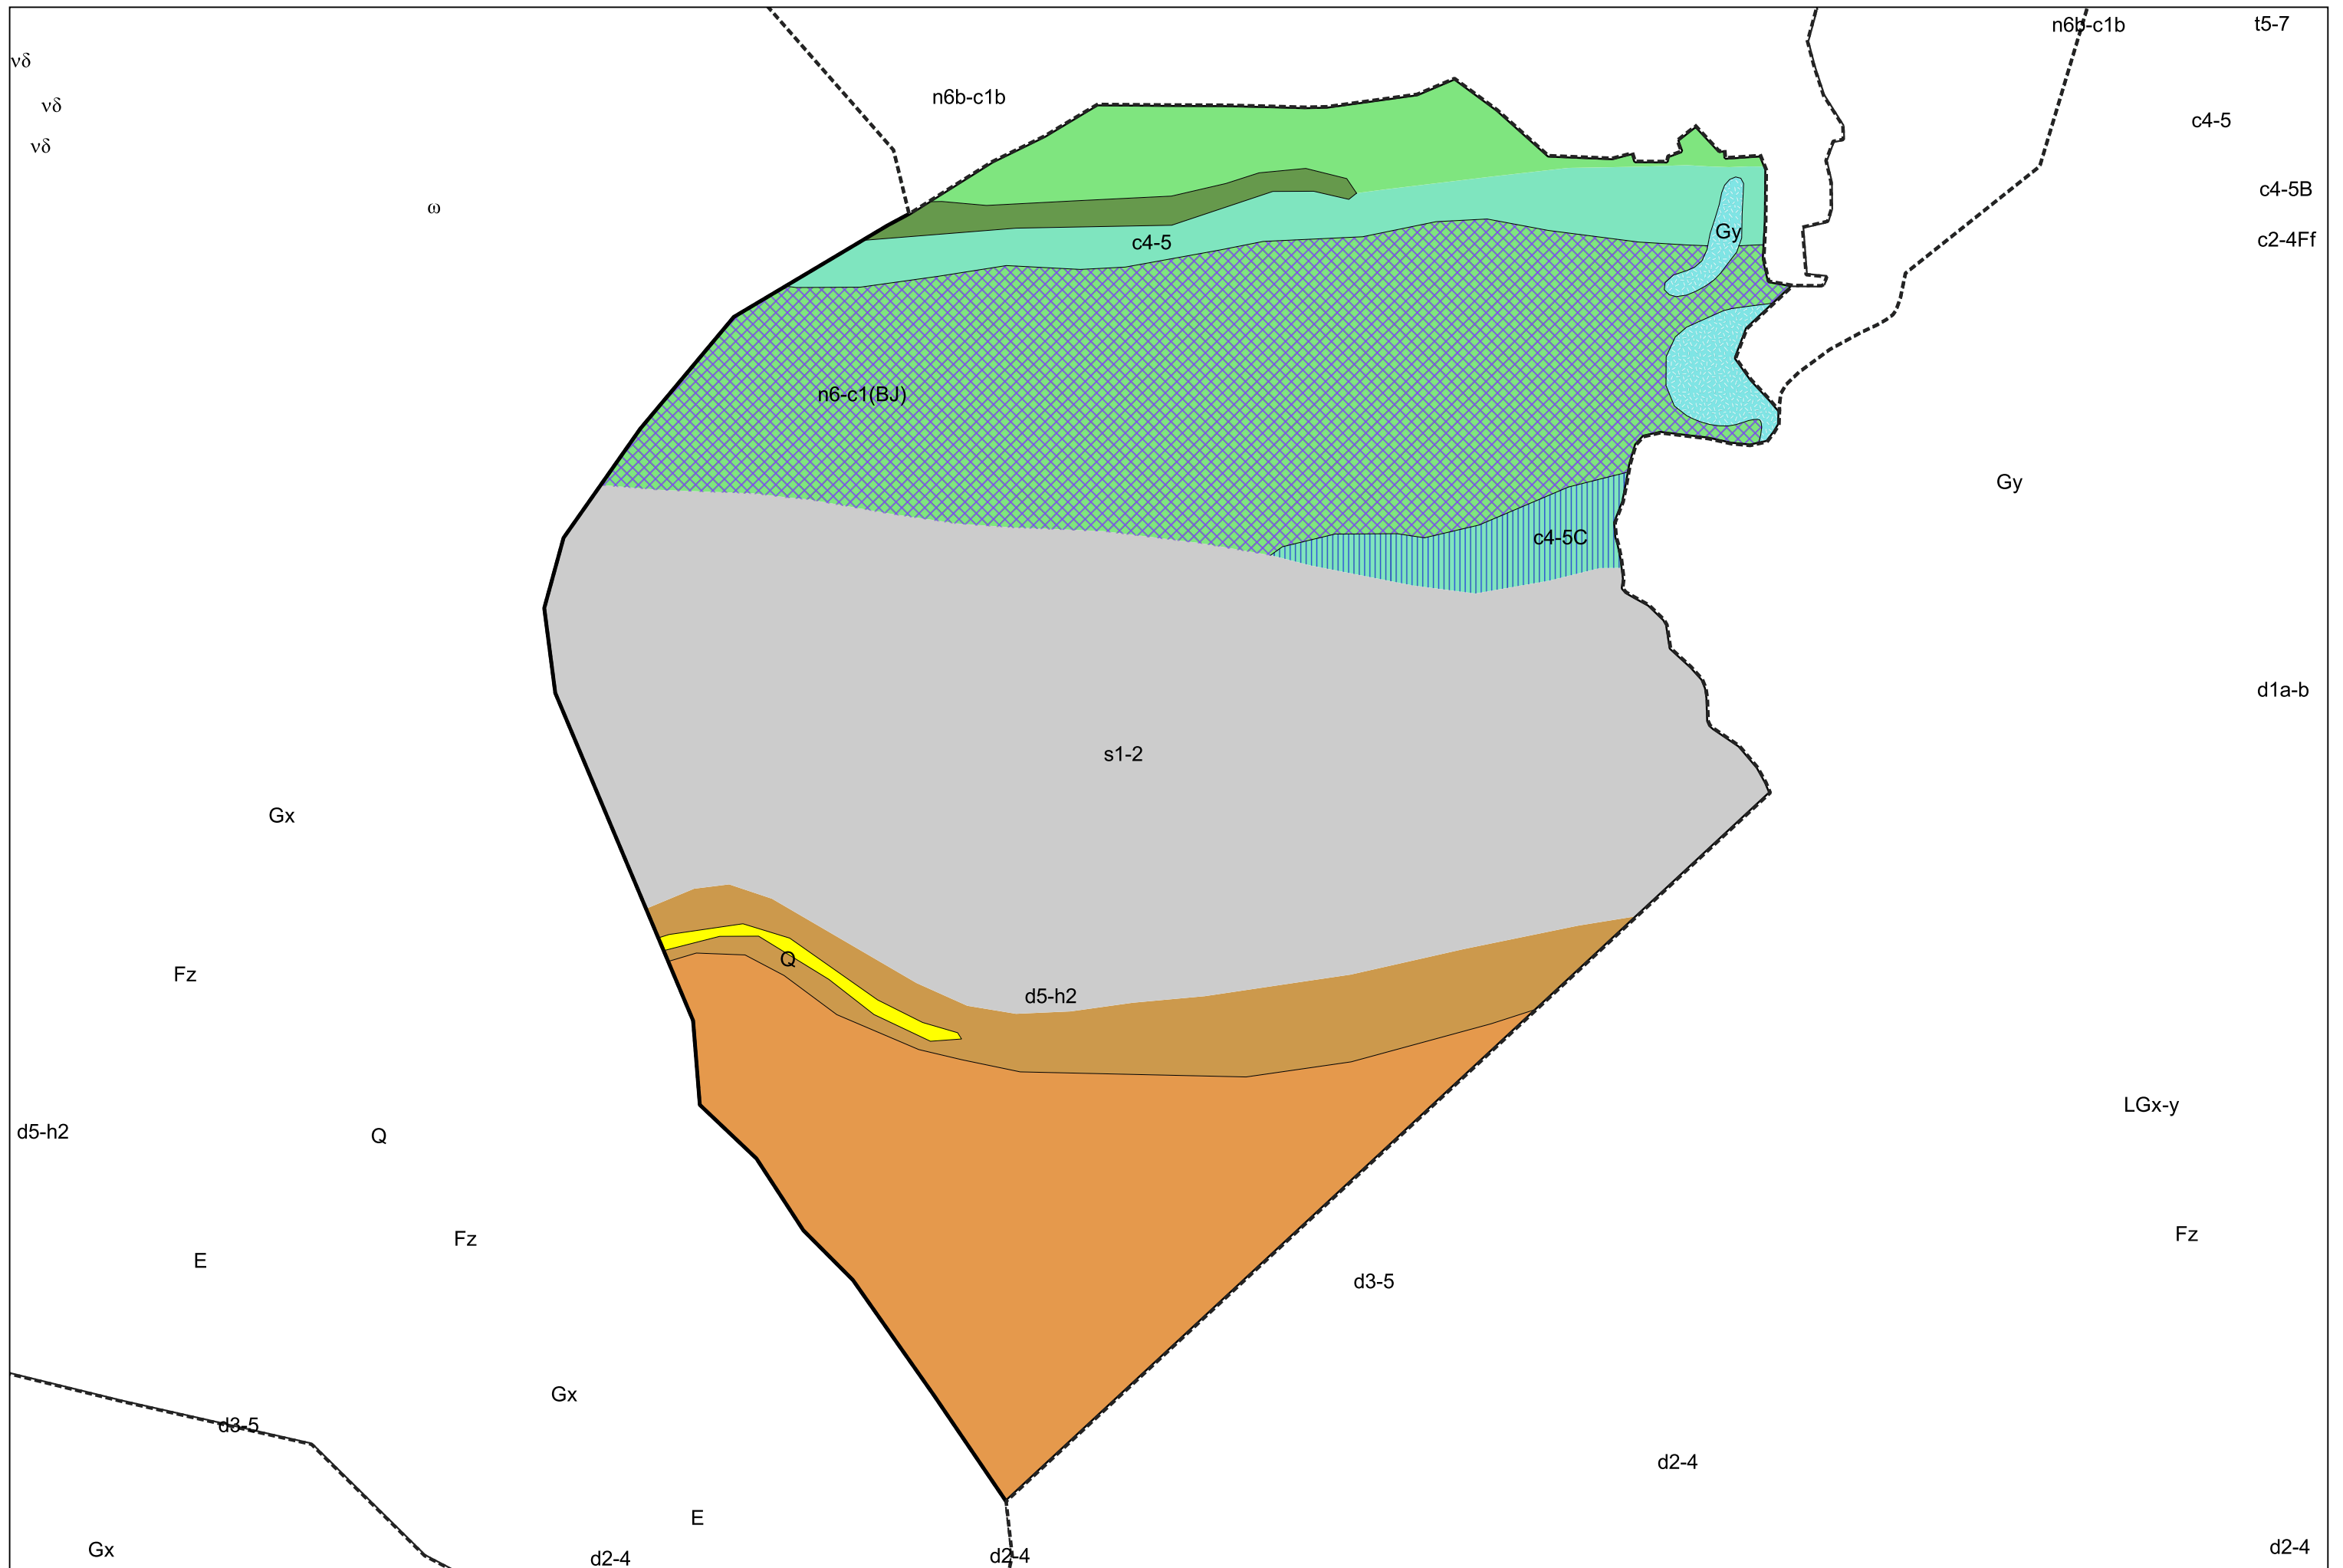 n6b-c1b
t5-7
νδ
n6b-c1b
νδ
c4-5
νδ
c4-5B
ω
Gy
c4-5
c2-4Ff
n6-c1(BJ)
Gy
c4-5C
d1a-b
s1-2
Gx
Q
Fz
d5-h2
LGx-y
d5-h2
Q
Fz
Fz
E
d3-5
Gx
d3-5
d2-4
E
Gx
d2-4
d2-4
d2-4